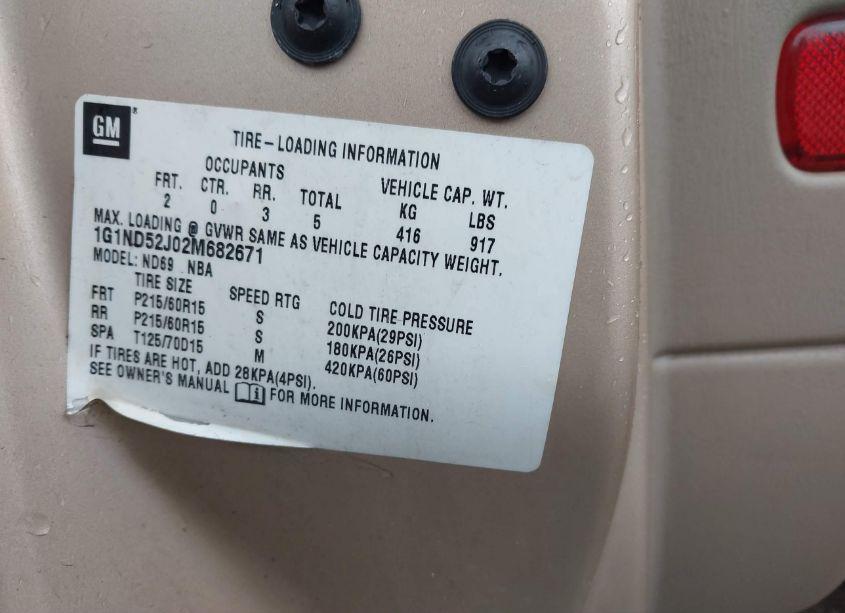 GM ®
TIRE-LOADING INFORMATION
OCCUPANTS VEHICLE CAP. WT.
FRT. CTR. RR. TOTAL KG LBS
2 0 3 5 416 917
MAX. LOADING @ GVWR SAME AS VEHICLE CAPACITY WEIGHT.
1G1ND52J02M682671
MODEL: ND69 NBA
TIRE SIZE SPEED RTG COLD TIRE PRESSURE
FRT P215/60R15 S 200KPA(29PSI)
RR P215/60R15 S 180KPA(26PSI)
SPA T125/70D15 M 420KPA(60PSI)
IF TIRES ARE HOT, ADD 28KPA(4PSI).
SEE OWNER'S MANUAL i FOR MORE INFORMATION.